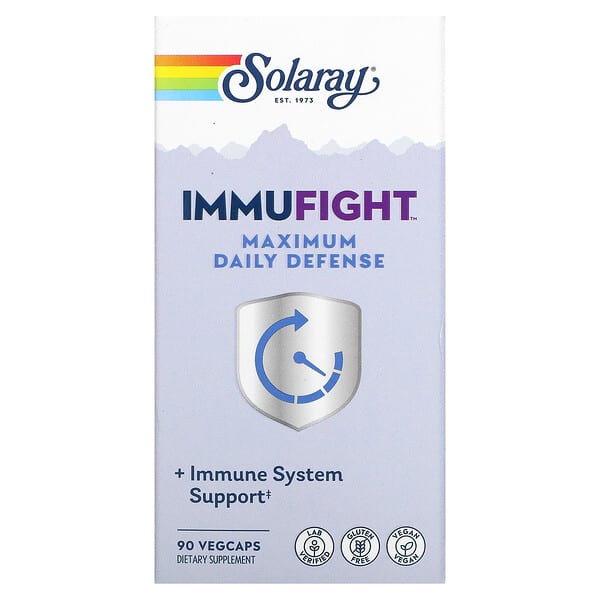 Solaray®
EST. 1973
IMMUFIGHT™
MAXIMUM
DAILY DEFENSE
+ Immune System
Support‡
90 VEGCAPS
DIETARY SUPPLEMENT
LAB
VERIFIED
GLUTEN
FREE
VEGAN
VEGAN